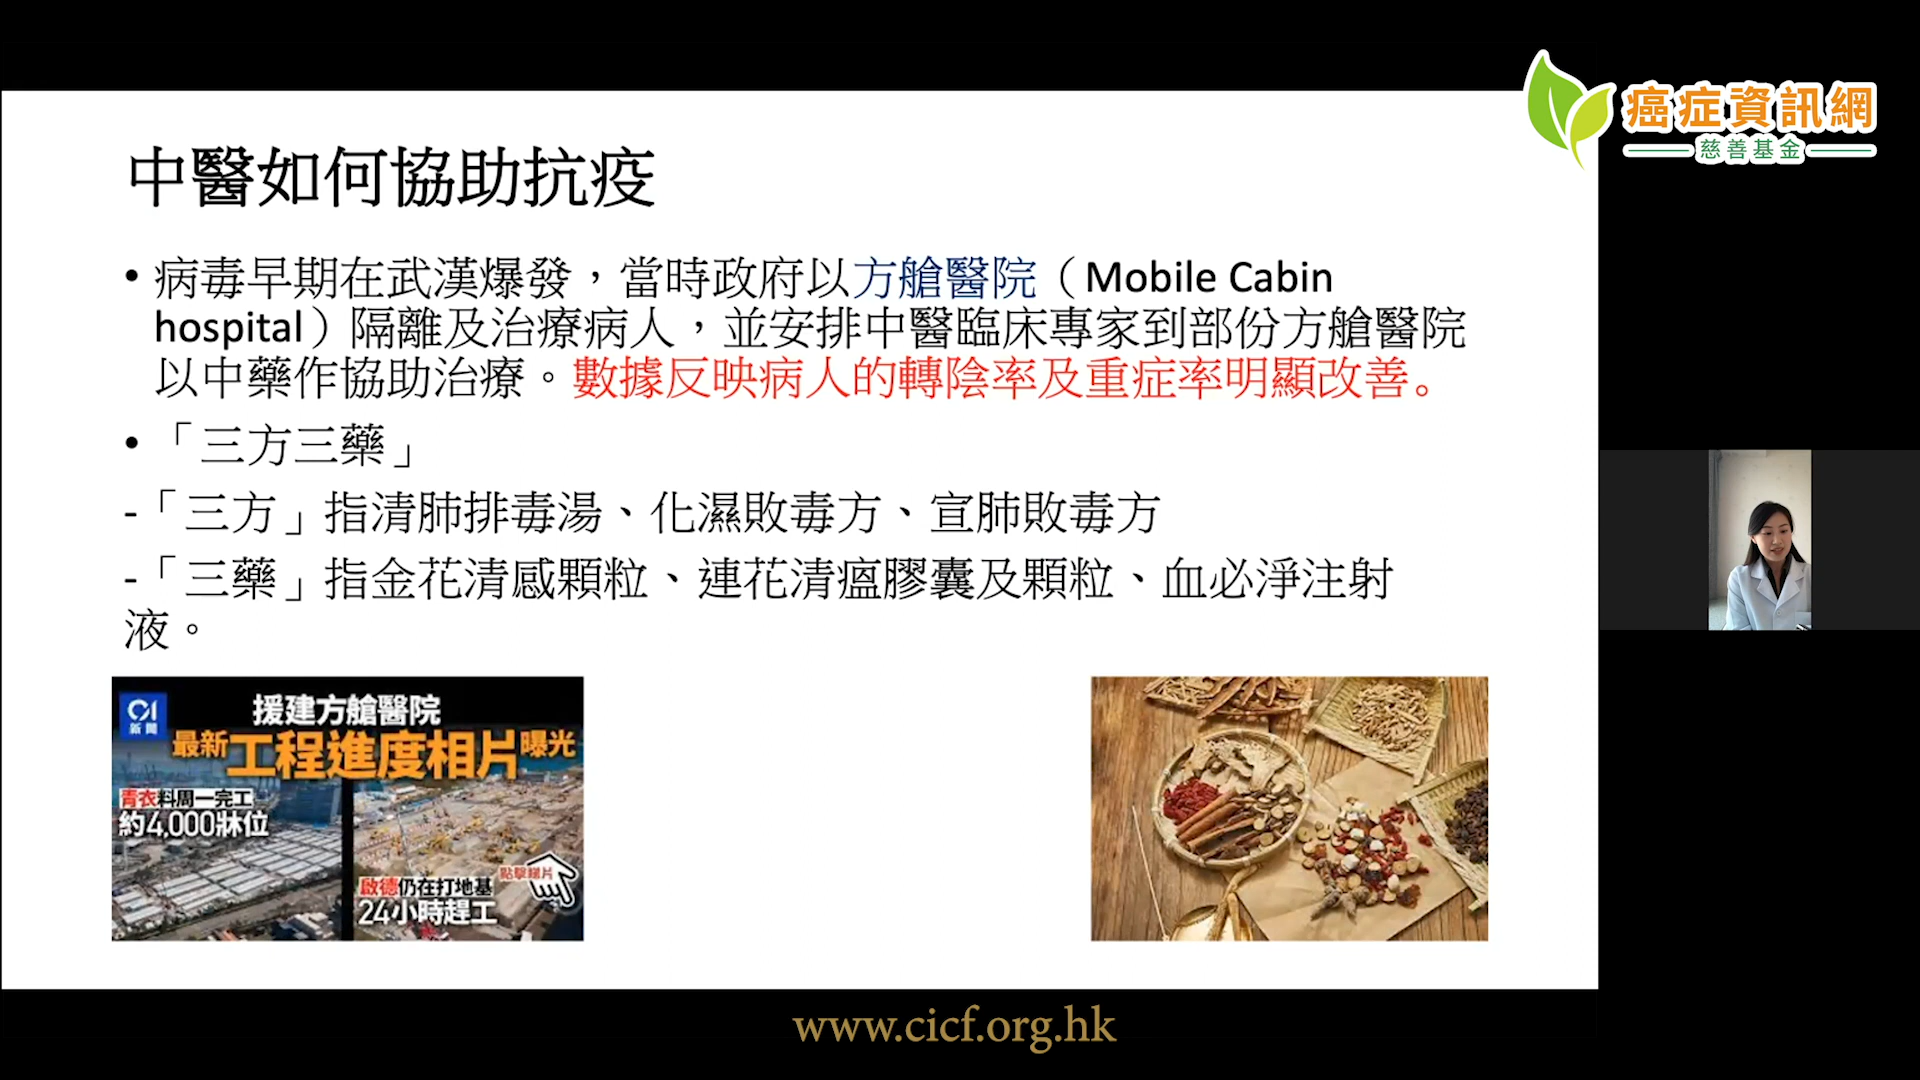 癌症資訊網
慈善基金
中醫如何協助抗疫
• 病毒早期在武漢爆發，當時政府以方艙醫院（Mobile Cabin
hospital）隔離及治療病人，並安排中醫臨床專家到部份方艙醫院
以中藥作協助治療。數據反映病人的轉陰率及重症率明顯改善。
• 「三方三藥」
-「三方」指清肺排毒湯、化濕敗毒方、宣肺敗毒方
-「三藥」指金花清感顆粒、連花清瘟膠囊及顆粒、血必淨注射
液。
01
新聞
援建方艙醫院
最新工程進度相片曝光
青衣料周一完工
約4,000牀位
點擊睇片
啟德仍在打地基
24小時趕工
www.cicf.org.hk